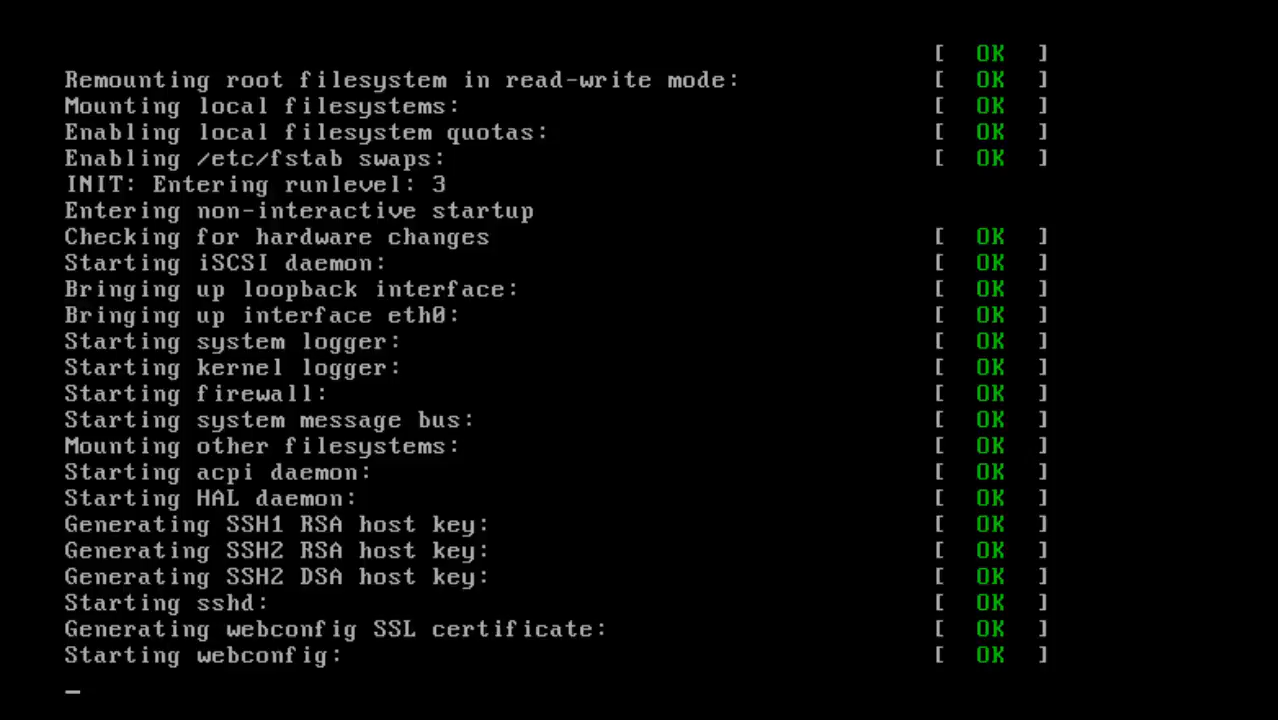 [ OK ]
Remounting root filesystem in read-write mode: [ OK ]
Mounting local filesystems: [ OK ]
Enabling local filesystem quotas: [ OK ]
Enabling /etc/fstab swaps: [ OK ]
INIT: Entering runlevel: 3
Entering non-interactive startup
Checking for hardware changes [ OK ]
Starting iSCSI daemon: [ OK ]
Bringing up loopback interface: [ OK ]
Bringing up interface eth0: [ OK ]
Starting system logger: [ OK ]
Starting kernel logger: [ OK ]
Starting firewall: [ OK ]
Starting system message bus: [ OK ]
Mounting other filesystems: [ OK ]
Starting acpi daemon: [ OK ]
Starting HAL daemon: [ OK ]
Generating SSH1 RSA host key: [ OK ]
Generating SSH2 RSA host key: [ OK ]
Generating SSH2 DSA host key: [ OK ]
Starting sshd: [ OK ]
Generating webconfig SSL certificate: [ OK ]
Starting webconfig: [ OK ]
_